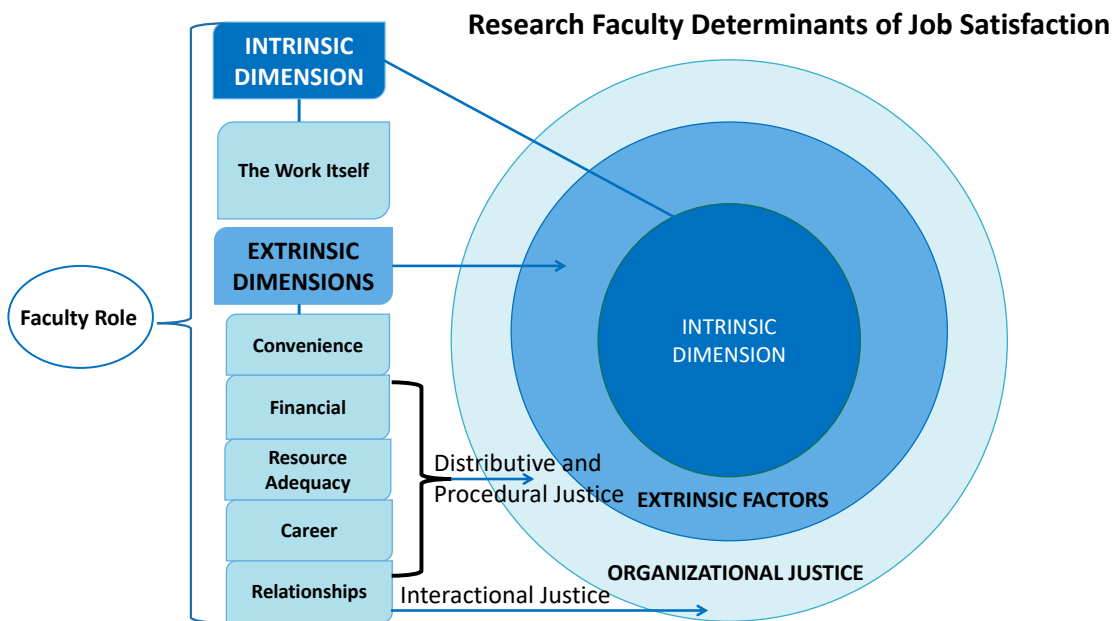 Research Faculty Determinants of Job Satisfaction
INTRINSIC
DIMENSION
The Work Itself
EXTRINSIC
DIMENSIONS
Faculty Role
Convenience
Financial
Resource
Adequacy
Career
Relationships
Distributive and
Procedural Justice
Interactional Justice
INTRINSIC
DIMENSION
EXTRINSIC FACTORS
ORGANIZATIONAL JUSTICE